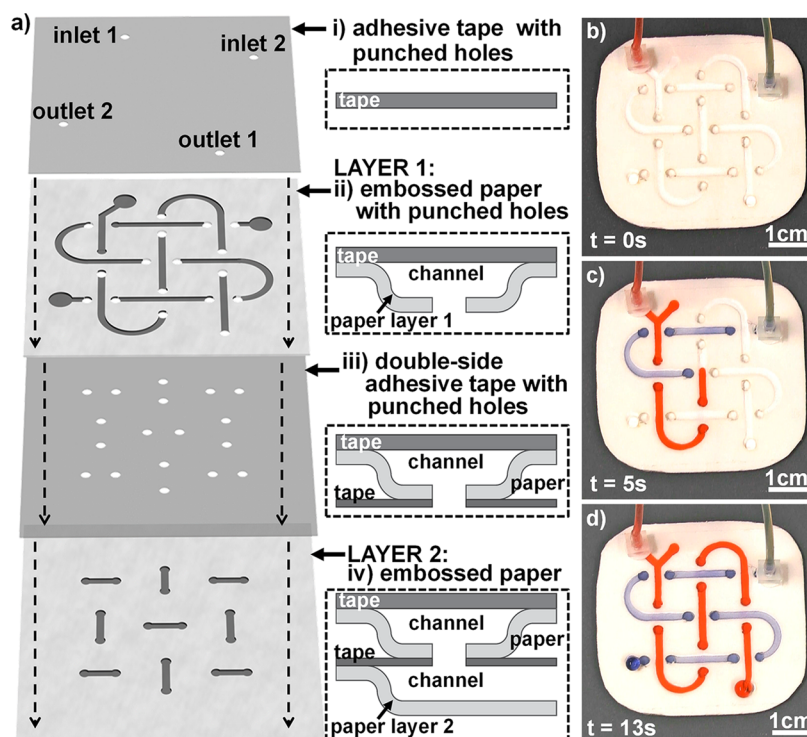 a)
inlet 1
inlet 2
outlet 2
outlet 1
i) adhesive tape with
punched holes
tape
LAYER 1:
ii) embossed paper
with punched holes
tape
channel
paper layer 1
iii) double-side
adhesive tape with
punched holes
tape
channel
tape
paper
LAYER 2:
iv) embossed paper
tape
channel
tape
paper
channel
paper layer 2
b)
t = 0s
1cm
c)
t = 5s
1cm
d)
t = 13s
1cm